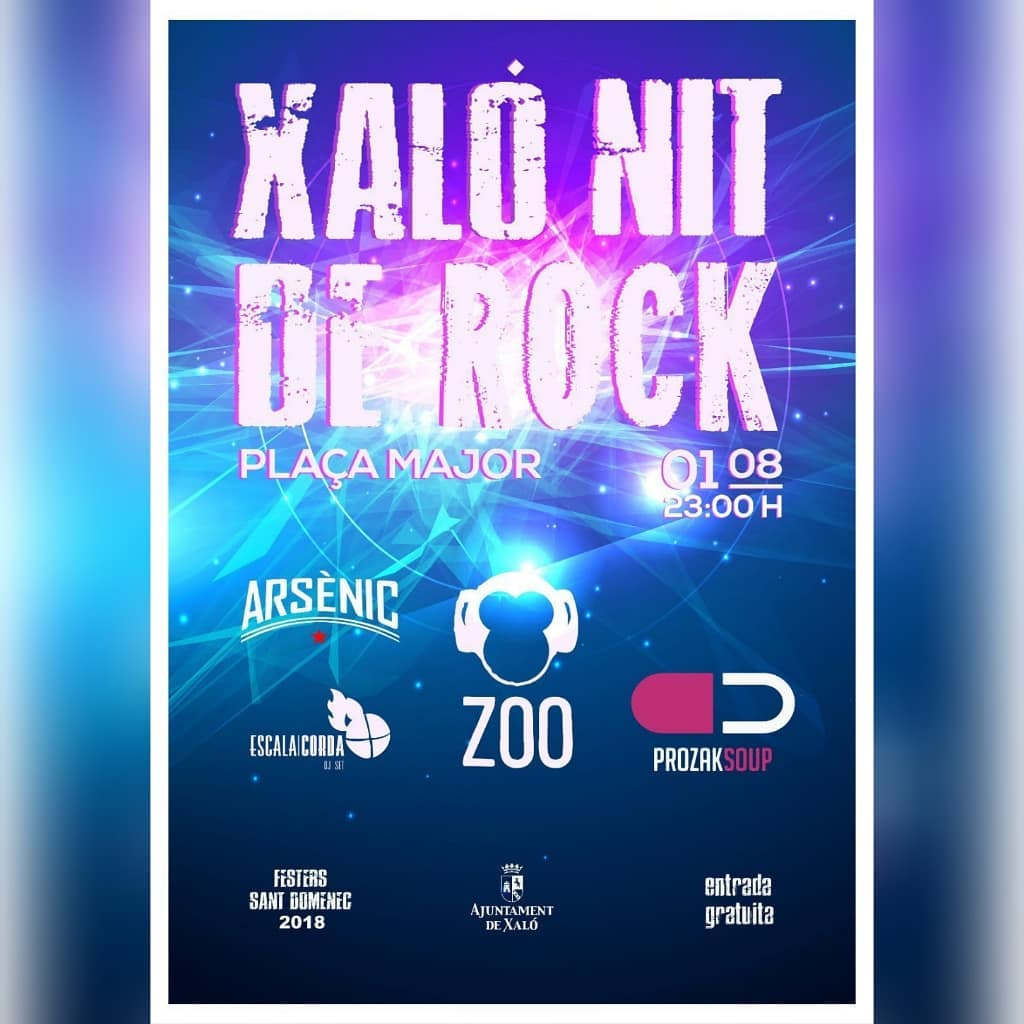 XALÓ NIT
DE ROCK
PLAÇA MAJOR
01 08
23:00 H
ARSÈNIC
ZOO
ESCALA I CORDA
DJ SET
PROZAKSOUP
FESTERS
SANT DOMENEC
2018
AJUNTAMENT
DE XALÓ
entrada
gratuita